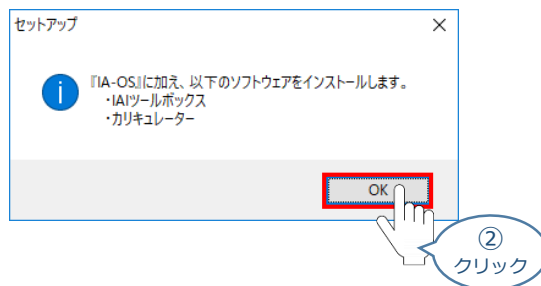 セットアップ
『IA-OS』に加え、以下のソフトウェアをインストールします。
・IAIツールボックス
・カリキュレーター
OK
②
クリック